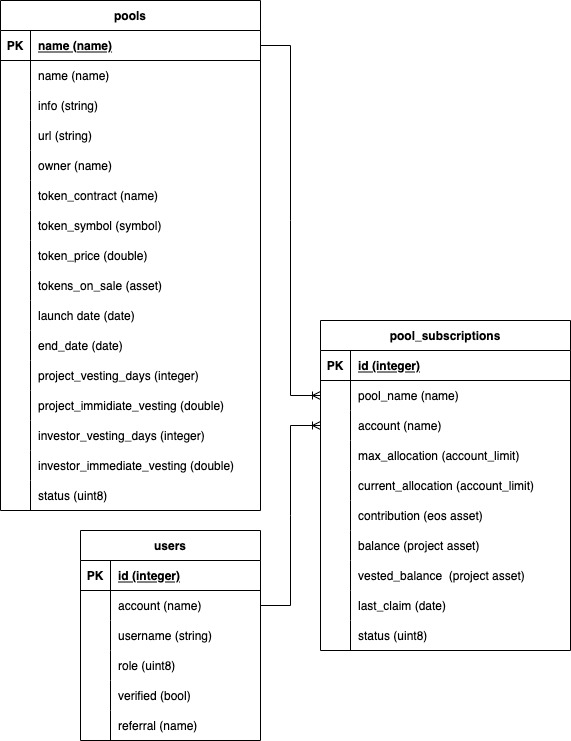 pools
PK name (name)
name (name)
info (string)
url (string)
owner (name)
token_contract (name)
token_symbol (symbol)
token_price (double)
tokens_on_sale (asset)
launch date (date)
end_date (date)
project_vesting_days (integer)
project_immidiate_vesting (double)
investor_vesting_days (integer)
investor_immediate_vesting (double)
status (uint8)
pool_subscriptions
PK id (integer)
pool_name (name)
account (name)
max_allocation (account_limit)
current_allocation (account_limit)
contribution (eos asset)
balance (project asset)
vested_balance (project asset)
last_claim (date)
status (uint8)
users
PK id (integer)
account (name)
username (string)
role (uint8)
verified (bool)
referral (name)